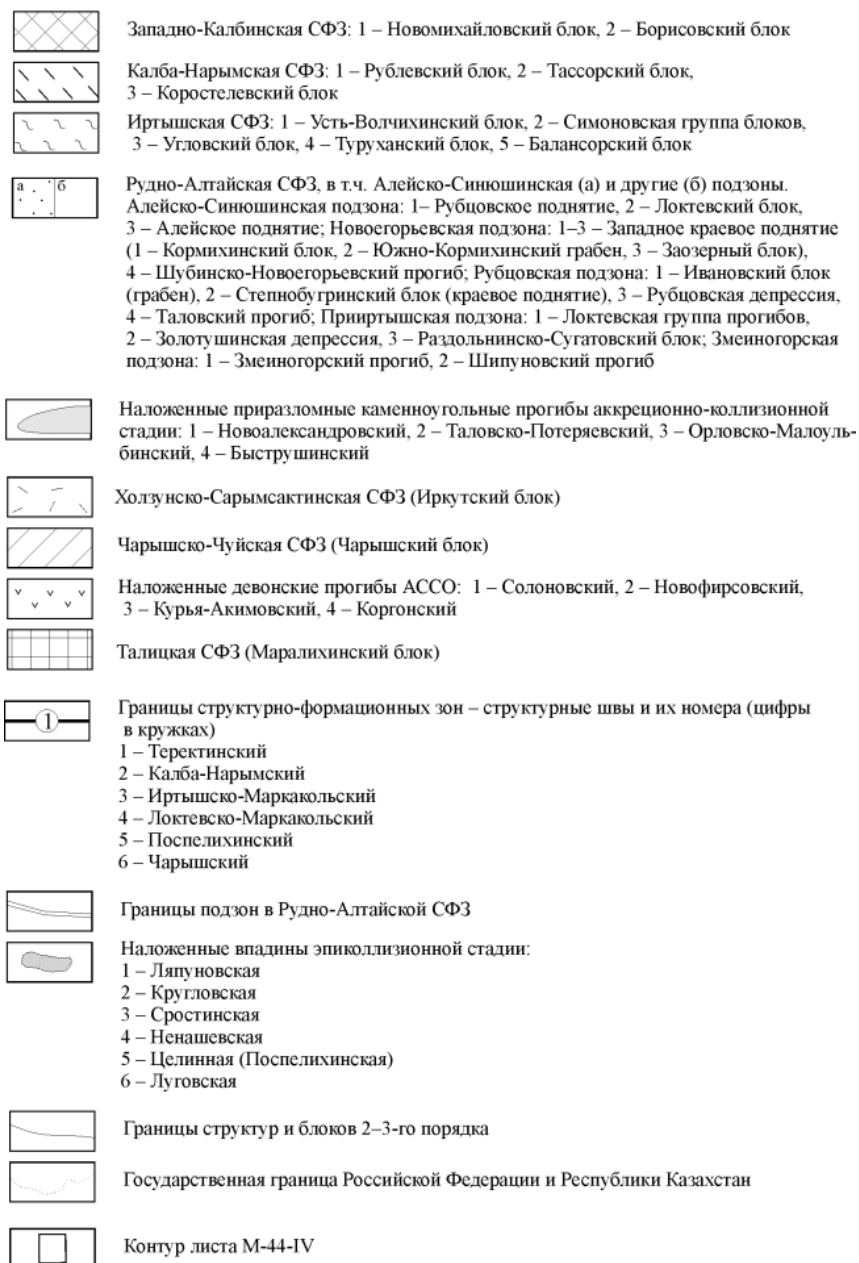 Западно-Калбинская СФЗ: 1 – Новомихайловский блок, 2 – Борисовский блок
Калба-Нарымская СФЗ: 1 – Рублевский блок, 2 – Тассорский блок,
3 – Коростелевский блок
Иртышская СФЗ: 1 – Усть-Волчихинский блок, 2 – Симоновская группа блоков,
3 – Угловский блок, 4 – Туруханский блок, 5 – Балансорский блок
а б
Рудно-Алтайская СФЗ, в т.ч. Алейско-Синюшинская (а) и другие (б) подзоны.
Алейско-Синюшинская подзона: 1– Рубцовское поднятие, 2 – Локтевский блок,
3 – Алейское поднятие; Новоегорьевская подзона: 1–3 – Западное краевое поднятие
(1 – Кормихинский блок, 2 – Южно-Кормихинский грабен, 3 – Заозерный блок),
4 – Шубинско-Новоегорьевский прогиб; Рубцовская подзона: 1 – Ивановский блок
(грабен), 2 – Степнобугринский блок (краевое поднятие), 3 – Рубцовская депрессия,
4 – Таловский прогиб; Прииртышская подзона: 1 – Локтевская группа прогибов,
2 – Золотушинская депрессия, 3 – Раздольнинско-Сугатовский блок; Змеиногорская
подзона: 1 – Змеиногорский прогиб, 2 – Шипуновский прогиб
Наложенные приразломные каменноугольные прогибы аккреционно-коллизионной
стадии: 1 – Новоалександровский, 2 – Таловско-Потеряевский, 3 – Орловско-Малоуль-
бинский, 4 – Быструшинский
Холзунско-Сарымсактинская СФЗ (Иркутский блок)
Чарышско-Чуйская СФЗ (Чарышский блок)
Наложенные девонские прогибы АССО: 1 – Солоновский, 2 – Новофирсовский,
3 – Курья-Акимовский, 4 – Коргонский
Талицкая СФЗ (Маралихинский блок)
1
Границы структурно-формационных зон – структурные швы и их номера (цифры
в кружках)
1 – Теректинский
2 – Калба-Нарымский
3 – Иртышско-Маркакольский
4 – Локтевско-Маркакольский
5 – Поспелихинский
6 – Чарышский
Границы подзон в Рудно-Алтайской СФЗ
Наложенные впадины эпиколлизионной стадии:
1 – Ляпуновская
2 – Кругловская
3 – Сростинская
4 – Ненашевская
5 – Целинная (Поспелихинская)
6 – Луговская
Границы структур и блоков 2–3-го порядка
Государственная граница Российской Федерации и Республики Казахстан
Контур листа М-44-IV